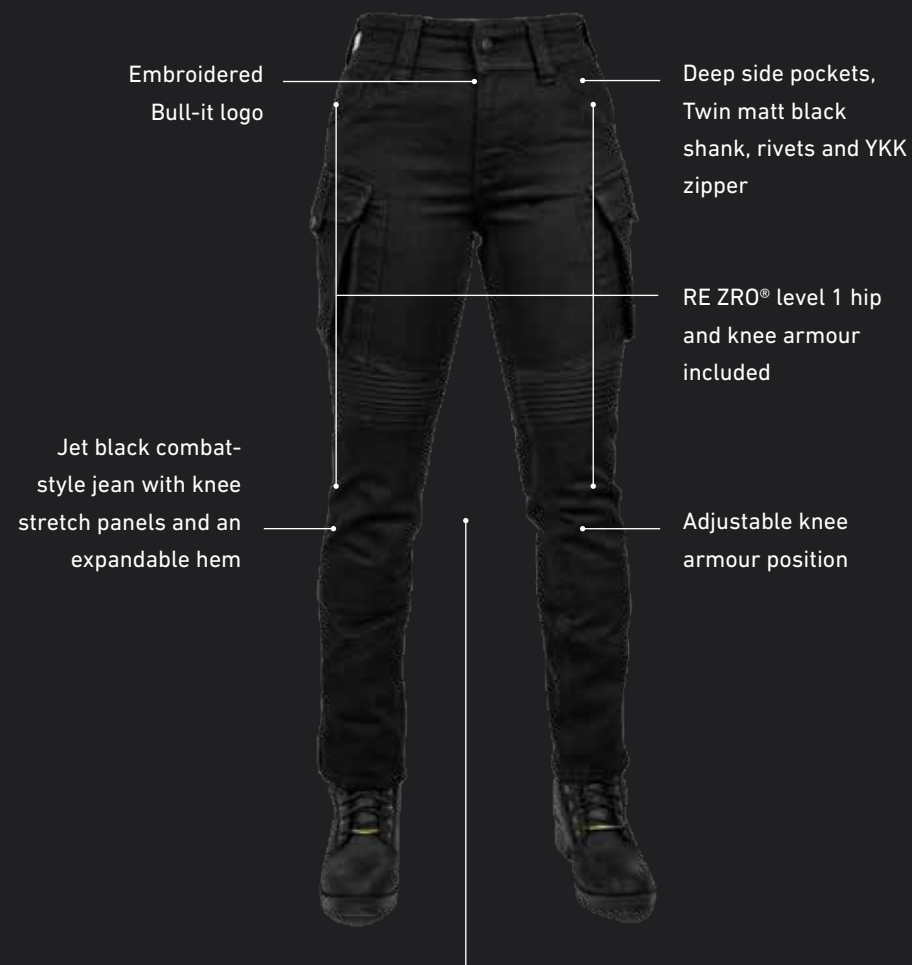 Embroidered
Bull-it logo
Deep side pockets,
Twin matt black
shank, rivets and YKK
zipper
RE ZRO® level 1 hip
and knee armour
included
Jet black combat-
style jean with knee
stretch panels and an
expandable hem
Adjustable knee
armour position